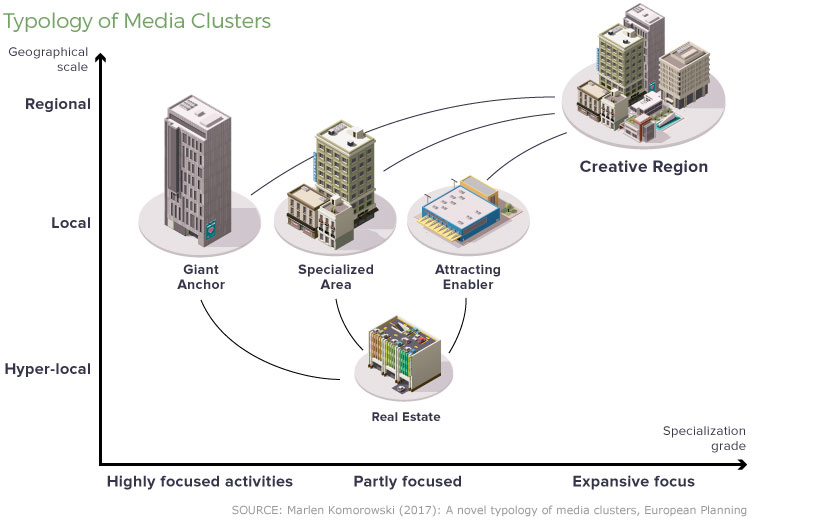 Typology of Media Clusters
Geographical
scale
Regional
Creative Region
Local
Giant
Anchor
Specialized
Area
Attracting
Enabler
Hyper-local
Real Estate
Specialization
grade
Highly focused activities
Partly focused
Expansive focus
SOURCE: Marlen Komorowski (2017): A novel typology of media clusters, European Planning